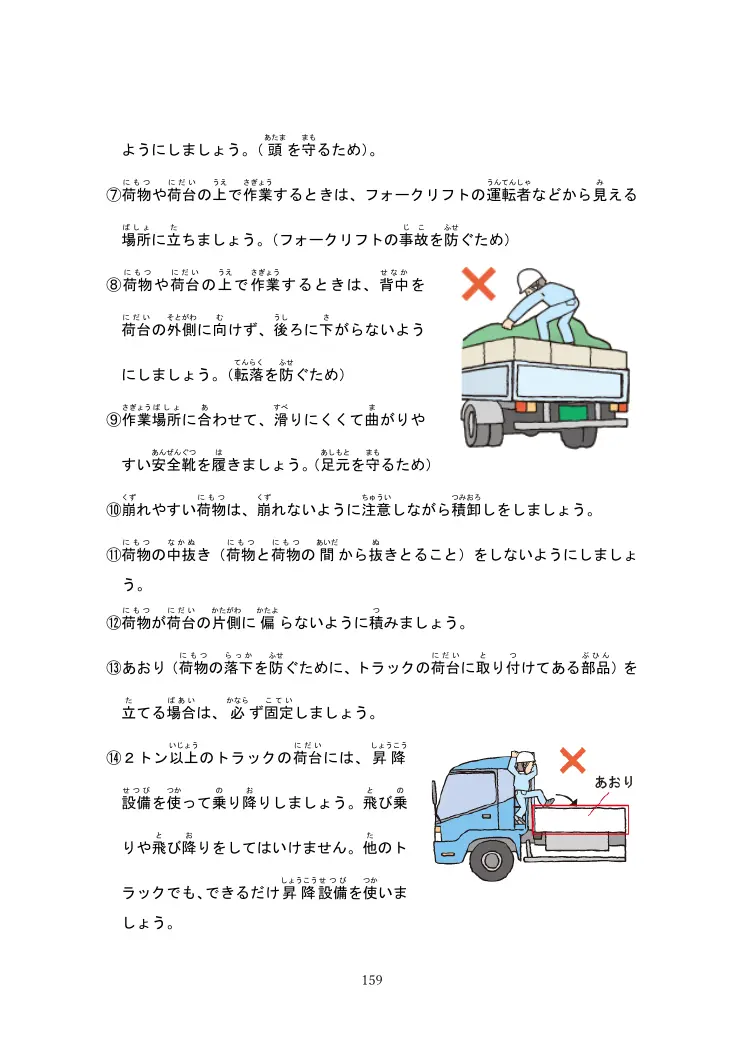 ようにしましょう。（頭を守るため）。
⑦荷物や荷台の上で作業するときは、フォークリフトの運転者などから見える
場所に立ちましょう。（フォークリフトの事故を防ぐため）
⑧荷物や荷台の上で作業するときは、背中を
荷台の外側に向けず、後ろに下がらないよう
にしましょう。（転落を防ぐため）
⑨作業場所に合わせて、滑りにくくて曲がりや
すい安全靴を履きましょう。（足元を守るため）
⑩崩れやすい荷物は、崩れないように注意しながら積卸しをしましょう。
⑪荷物の中抜き（荷物と荷物の間から抜きとること）をしないようにしましょ
う。
⑫荷物が荷台の片側に偏らないように積みましょう。
⑬あおり（荷物の落下を防ぐために、トラックの荷台に取り付けてある部品）を
立てる場合は、必ず固定しましょう。
⑭２トン以上のトラックの荷台には、昇降
設備を使って乗り降りしましょう。飛び乗
りや飛び降りをしてはいけません。他のト
ラックでも、できるだけ昇降設備を使いま
しょう。
あおり
159